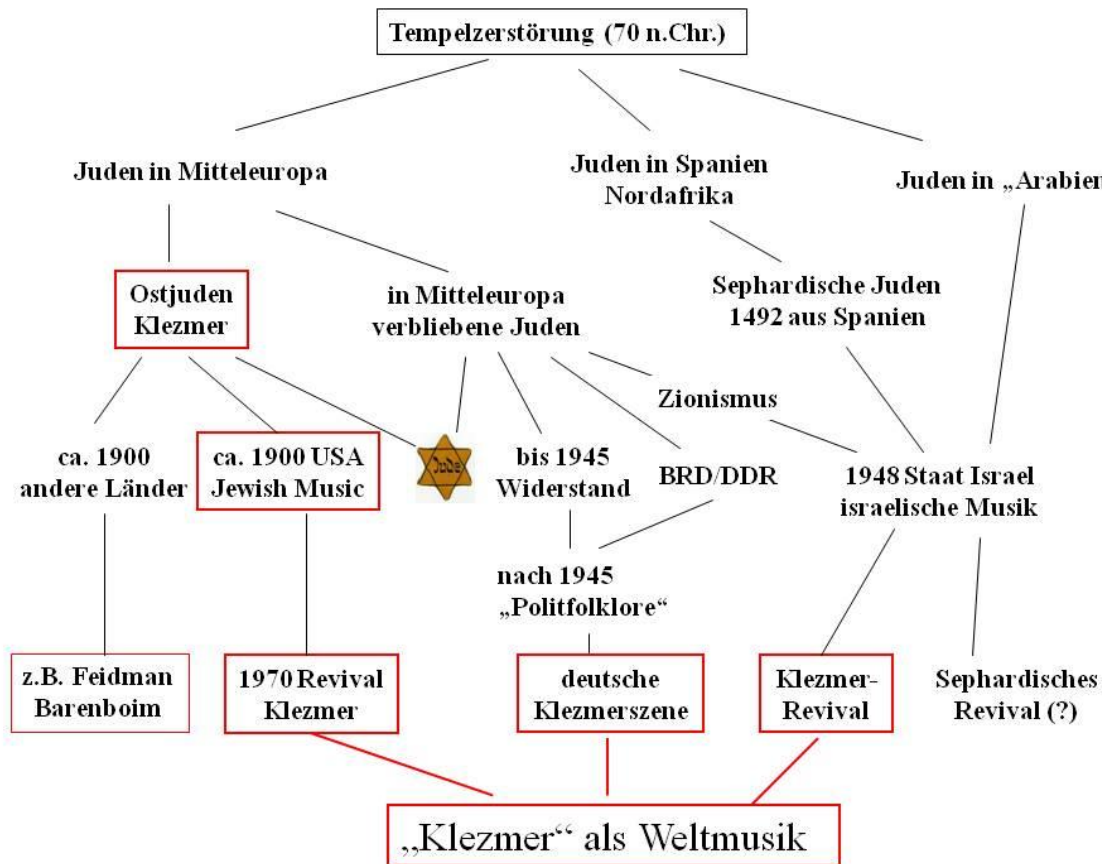 Tempelzerstörung (70 n.Chr.)
Juden in Mitteleuropa
Juden in Spanien
Nordafrika
Juden in „Arabien
Ostjuden
Klezmer
in Mitteleuropa
verbliebene Juden
Sephardische Juden
1492 aus Spanien
Zionismus
ca. 1900
andere Länder
ca. 1900 USA
Jewish Music
Jude
bis 1945
Widerstand
BRD/DDR
1948 Staat Israel
israelische Musik
nach 1945
„Politfolklore“
z.B. Feidman
Barenboim
1970 Revival
Klezmer
deutsche
Klezmerszene
Klezmer-
Revival
Sephardisches
Revival (?)
„Klezmer“ als Weltmusik